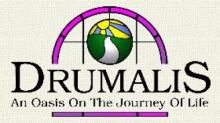 DRUMALIS
An Oasis On The Journey Of Life